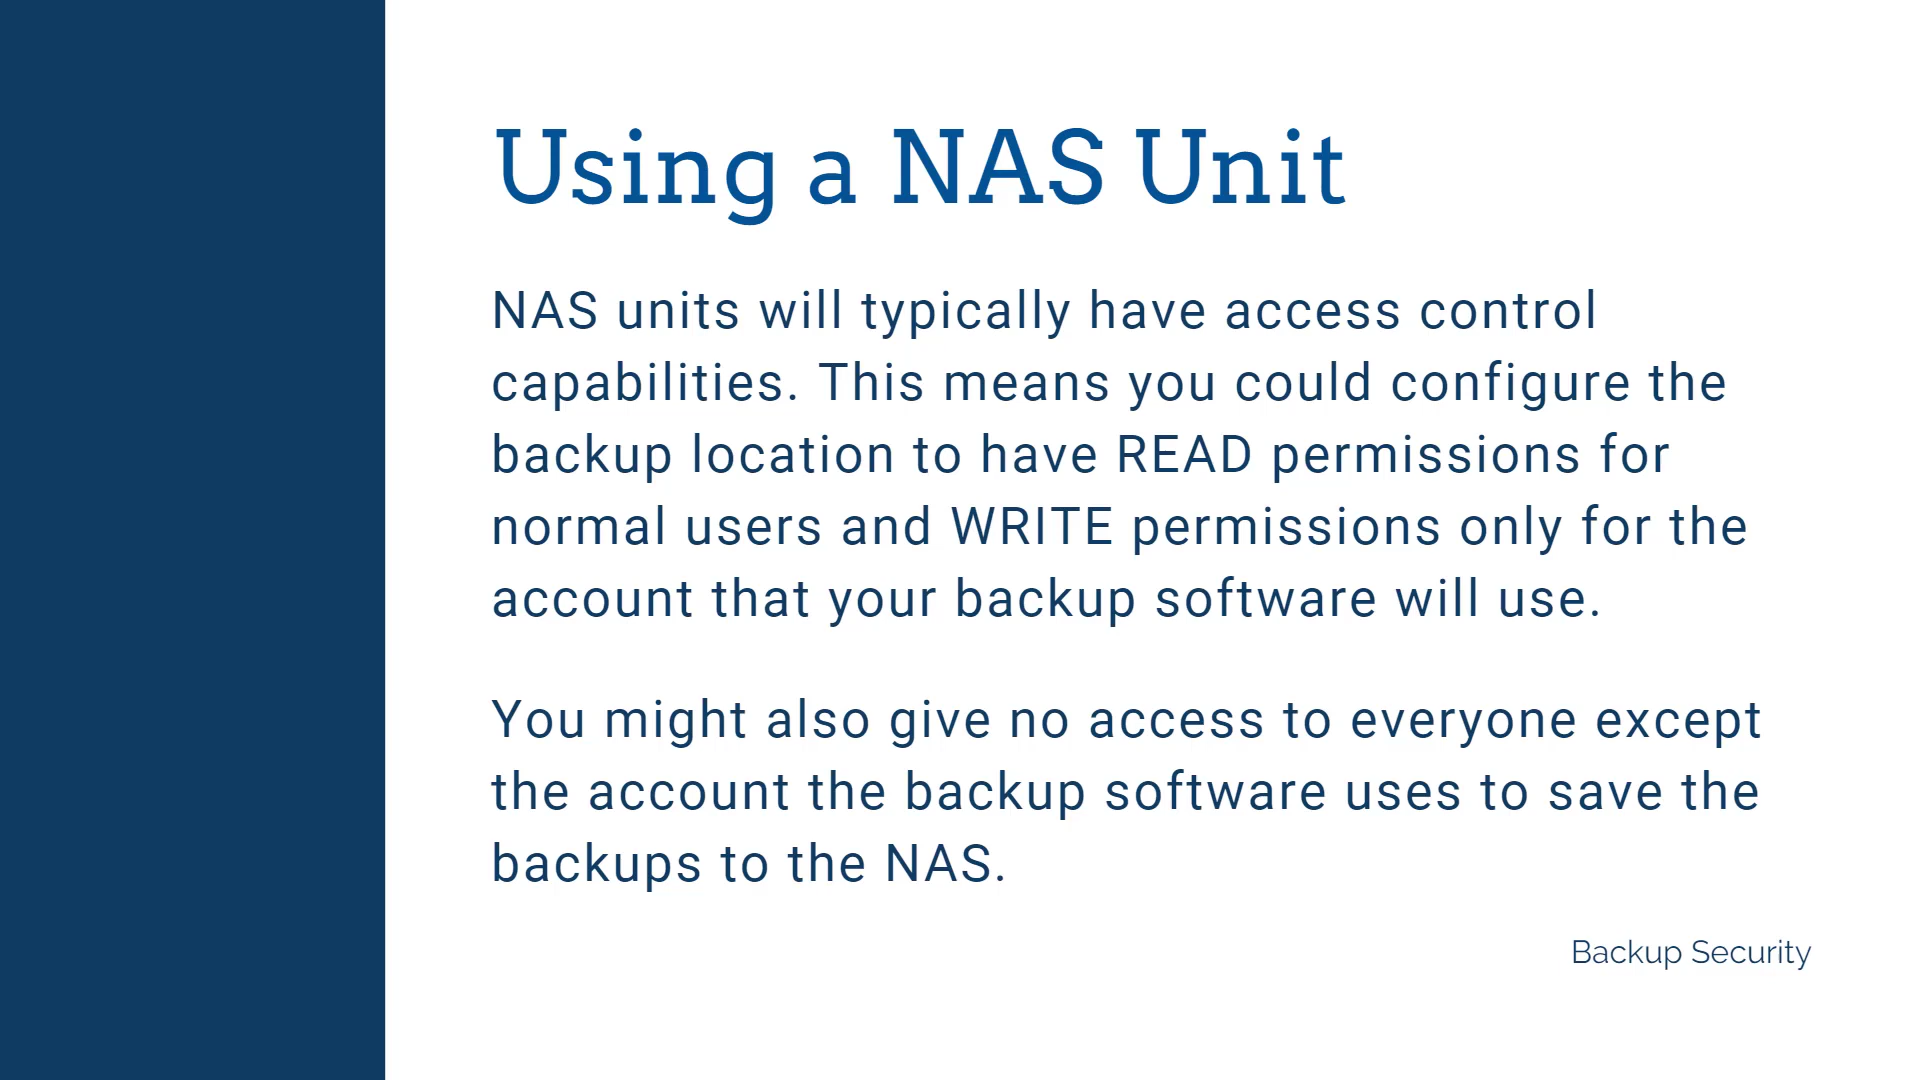 Using a NAS Unit
NAS units will typically have access control
capabilities. This means you could configure the
backup location to have READ permissions for
normal users and WRITE permissions only for the
account that your backup software will use.
You might also give no access to everyone except
the account the backup software uses to save the
backups to the NAS.
Backup Security